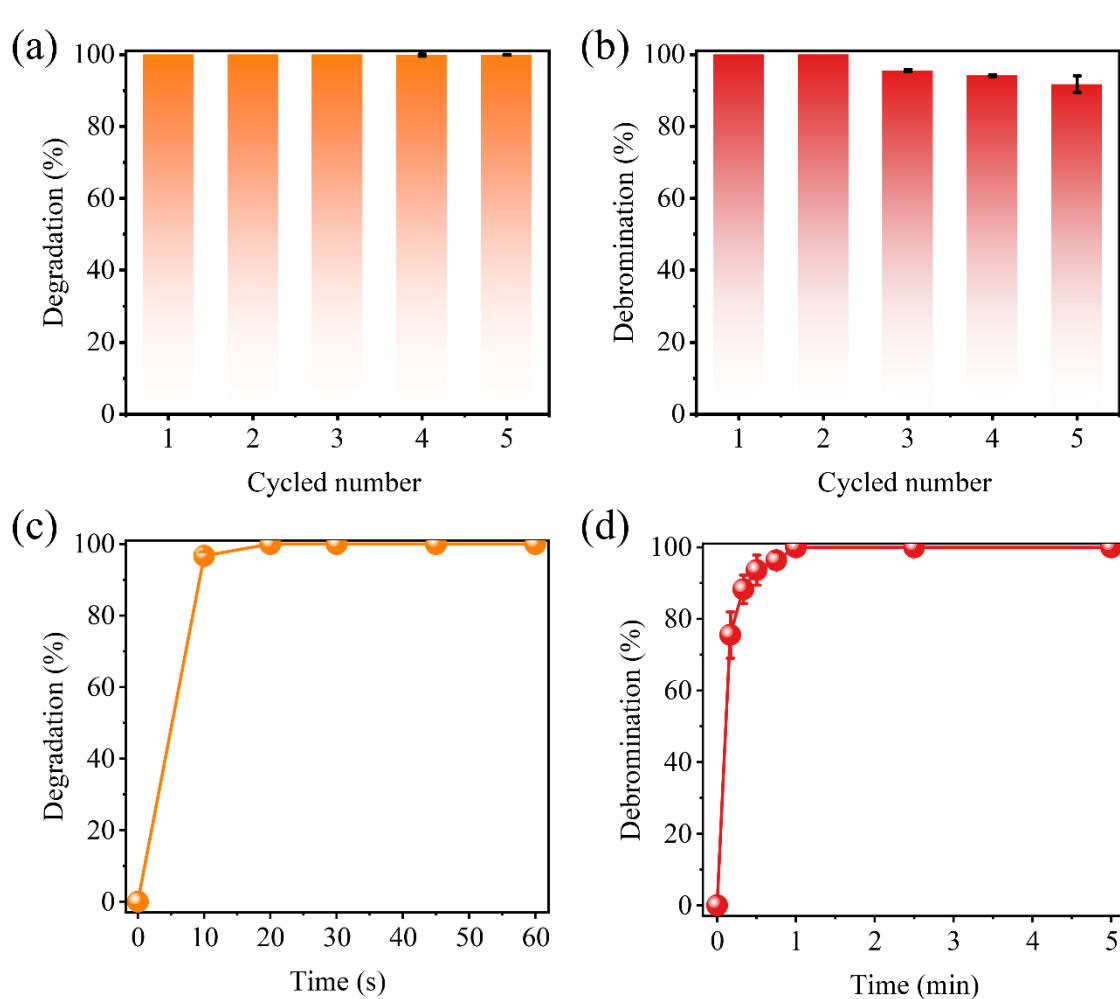 (a)
100
80
60
40
20
0
Degradation (%)
1 2 3 4 5
Cycled number
(b)
100
80
60
40
20
0
Debromination (%)
1 2 3 4 5
Cycled number
(c)
100
80
60
40
20
0
Degradation (%)
0 10 20 30 40 50 60
Time (s)
(d)
100
80
60
40
20
0
Debromination (%)
0 1 2 3 4 5
Time (min)